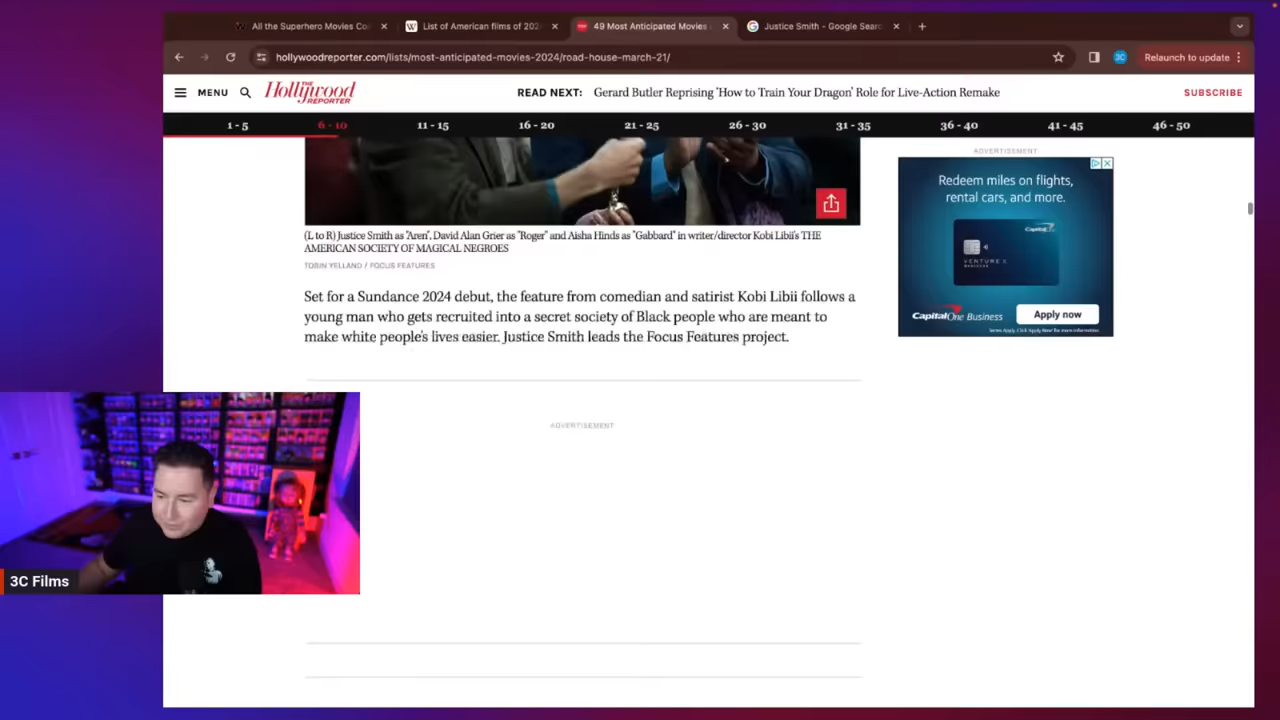 All the Superhero Movies Co
List of American films of 202
49 Most Anticipated Movies
Justice Smith - Google Sear
hollywoodreporter.com/lists/most-anticipated-movies-2024/road-house-march-21/
3C
Relaunch to update
MENU
THE
Hollywood
REPORTER
READ NEXT: Gerard Butler Reprising 'How to Train Your Dragon' Role for Live-Action Remake
SUBSCRIBE
1 - 5
6 - 10
11 - 15
16 - 20
21 - 25
26 - 30
31 - 35
36 - 40
41 - 45
46 - 50
(L to R) Justice Smith as "Aren", David Alan Grier as "Roger" and Aisha Hinds as "Gabbard" in writer/director Kobi Libii's THE
AMERICAN SOCIETY OF MAGICAL NEGROES
TOBIN YELLAND / FOCUS FEATURES
Set for a Sundance 2024 debut, the feature from comedian and satirist Kobi Libii follows a
young man who gets recruited into a secret society of Black people who are meant to
make white people's lives easier. Justice Smith leads the Focus Features project.
ADVERTISEMENT
Redeem miles on flights,
rental cars, and more.
Capital One
VENTURE X
BUSINESS
Capital One Business
Apply now
ADVERTISEMENT
3C Films